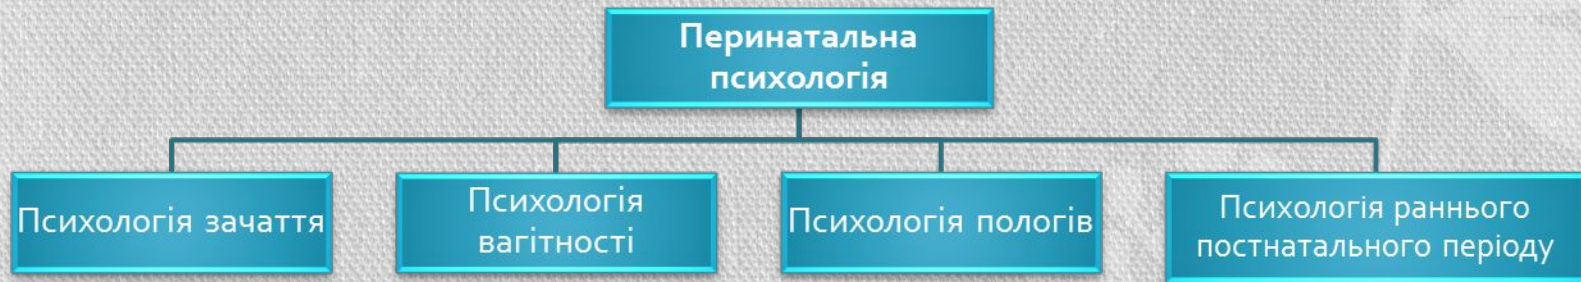 Перинатальна
психологія
Психологія зачаття
Психологія
вагітності
Психологія пологів
Психологія раннього
постнатального періоду